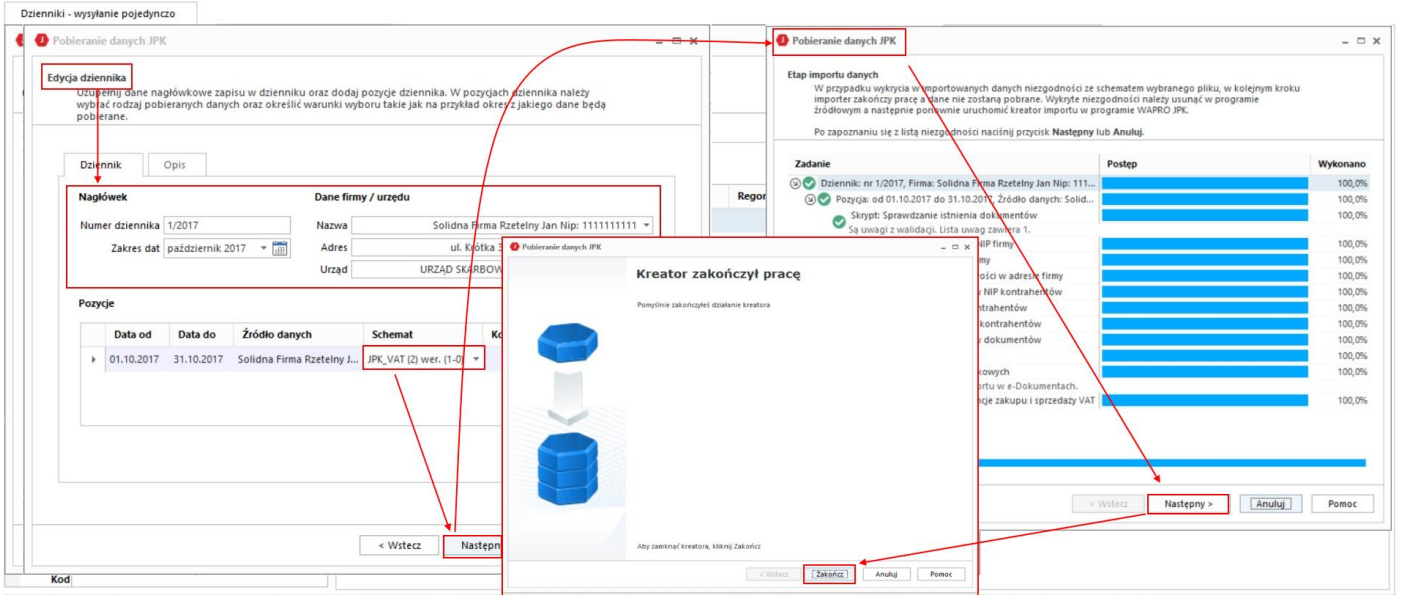 Dzienniki - wysyłanie pojedynczo
Pobieranie danych JPK
Edycja dziennika
Uzupełnij dane nagłówkowe zapisu w dzienniku oraz dodaj pozycje dziennika. W pozycjach dziennika należy
wybrać rodzaj pobieranych danych oraz określić warunki wyboru takie jak na przykład okres z jakiego dane będą
pobierane.
Dziennik Opis
Nagłówek Dane firmy / urzędu
Numer dziennika 1/2017 Nazwa Solidna Firma Rzetelny Jan Nip: 1111111111
Zakres dat październik 2017 Adres ul. Krótka 3
Urząd URZĄD SKARBOW
Pozycje
Data od Data do Źródło danych Schemat Ko
01.10.2017 31.10.2017 Solidna Firma Rzetelny J... JPK_VAT (2) wer. (1-0)
< Wstecz Następn
Kod
Regon
Pobieranie danych JPK
Kreator zakończył pracę
Pomyślnie zakończyłeś działanie kreatora
Aby zamknąć kreatora, kliknij Zakończ
< Wstecz Zakończ Anuluj Pomoc
Pobieranie danych JPK
Etap importu danych
W przypadku wykrycia w importowanych danych niezgodności ze schematem wybranego pliku, w kolejnym kroku
importer zakończy pracę a dane nie zostaną pobrane. Wykryte niezgodności należy usunąć w programie
źródłowym a następnie ponownie uruchomić kreator importu w programie WAPRO JPK.
Po zapoznaniu się z listą niezgodności naciśnij przycisk Następny lub Anuluj.
Zadanie Postęp Wykonano
Dziennik: nr 1/2017, Firma: Solidna Firma Rzetelny Jan Nip: 111... 100,0%
Pozycja: od 01.10.2017 do 31.10.2017, Źródło danych: Solid... 100,0%
Skrypt: Sprawdzanie istnienia dokumentów 100,0%
Są uwagi z walidacji. Lista uwag zawiera 1.
NIP firmy 100,0%
my 100,0%
ości w adresie firmy 100,0%
NIP kontrahentów 100,0%
ntrahentów 100,0%
kontrahentów 100,0%
dokumentów 100,0%
100,0%
kowych 100,0%
ortu w e-Dokumentach.
cje zakupu i sprzedaży VAT 100,0%
< Wstecz Następny > Anuluj Pomoc